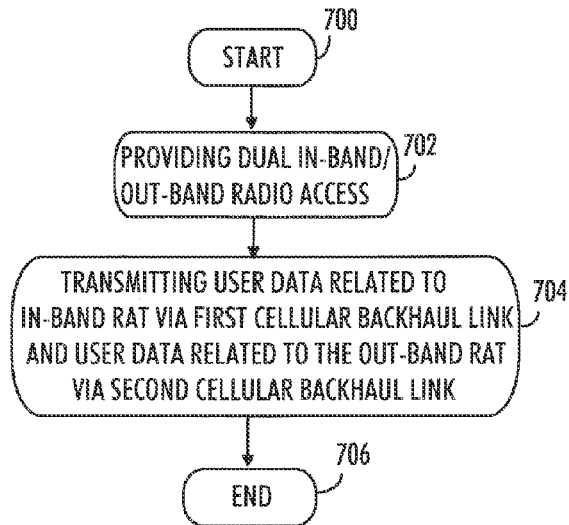 700
START
PROVIDING DUAL IN-BAND/
OUT-BAND RADIO ACCESS
702
TRANSMITTING USER DATA RELATED TO
IN-BAND RAT VIA FIRST CELLULAR BACKHAUL LINK
AND USER DATA RELATED TO THE OUT-BAND RAT
VIA SECOND CELLULAR BACKHAUL LINK
704
706
END